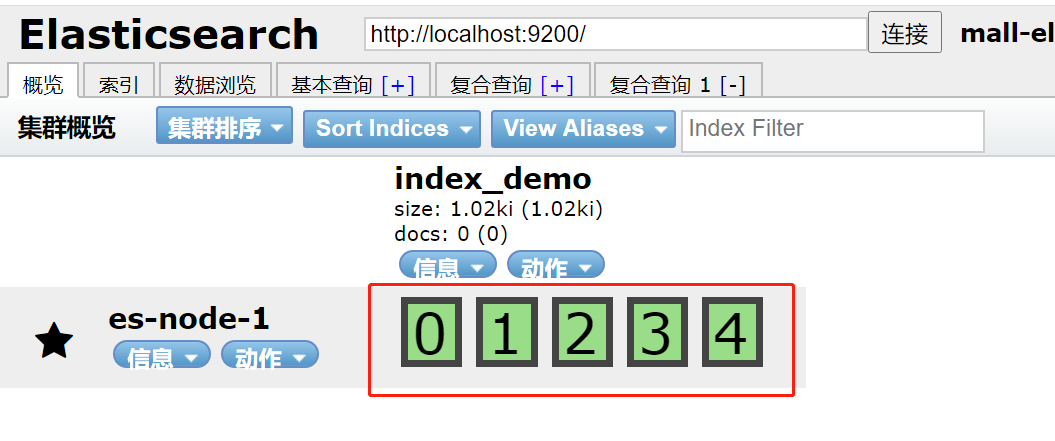 Elasticsearch http://localhost:9200/ 连接 mall-el
概览 索引 数据浏览 基本查询 [+] 复合查询 [+] 复合查询 1 [-]
集群概览 集群排序 Sort Indices View Aliases Index Filter
index_demo
size: 1.02ki (1.02ki)
docs: 0 (0)
信息 动作
es-node-1
信息 动作
0 1 2 3 4